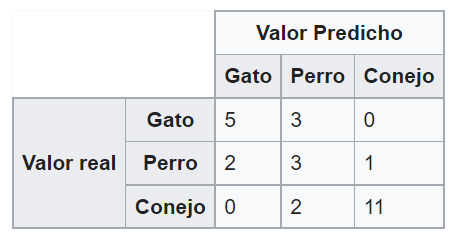 Valor Predicho
Gato Perro Conejo
Gato 5 3 0
Valor real Perro 2 3 1
Conejo 0 2 11